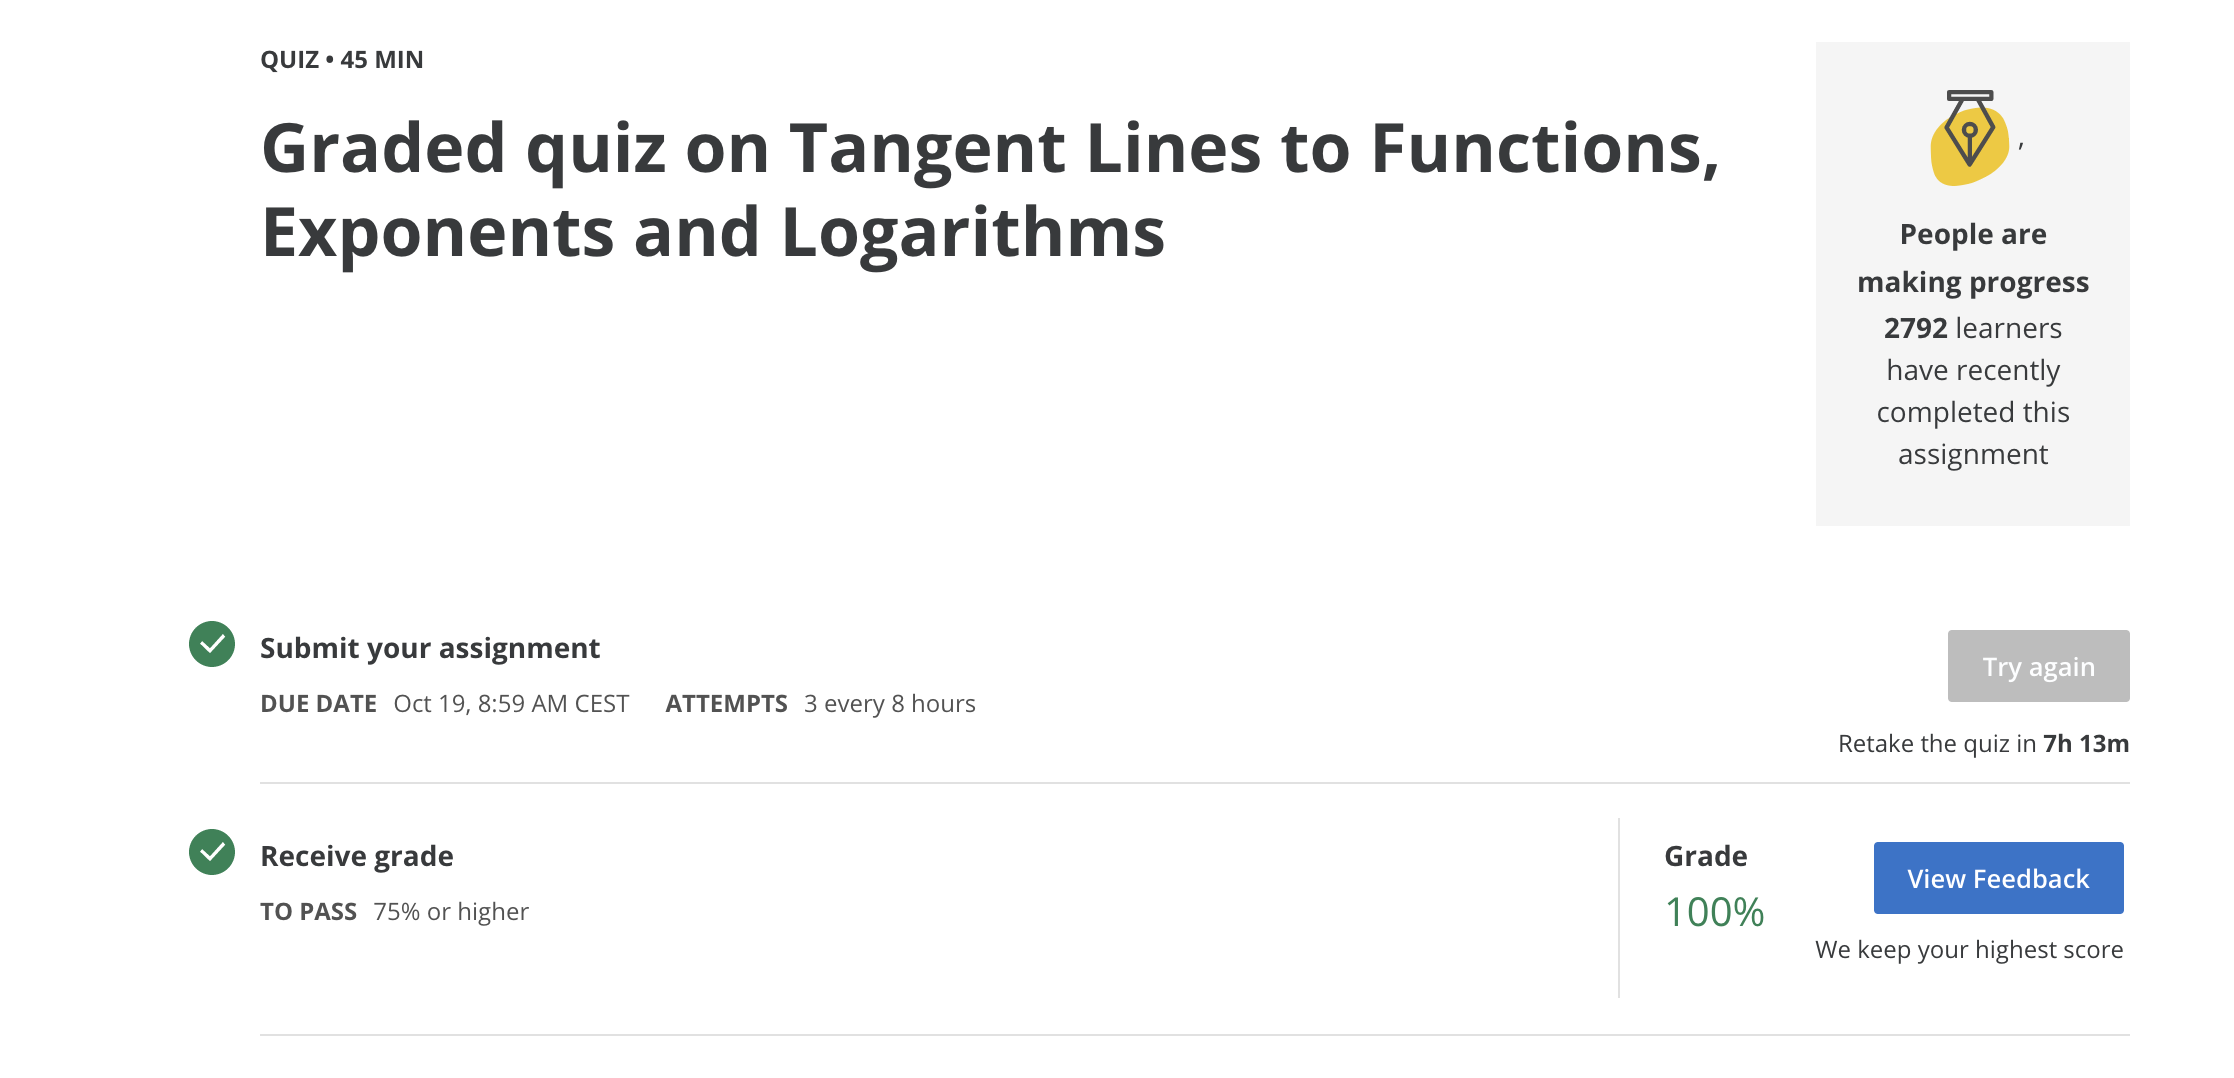 QUIZ • 45 MIN
Graded quiz on Tangent Lines to Functions,
Exponents and Logarithms
,
People are
making progress
2792 learners
have recently
completed this
assignment
Submit your assignment
DUE DATE Oct 19, 8:59 AM CEST ATTEMPTS 3 every 8 hours
Try again
Retake the quiz in 7h 13m
Receive grade
TO PASS 75% or higher
Grade
100%
View Feedback
We keep your highest score